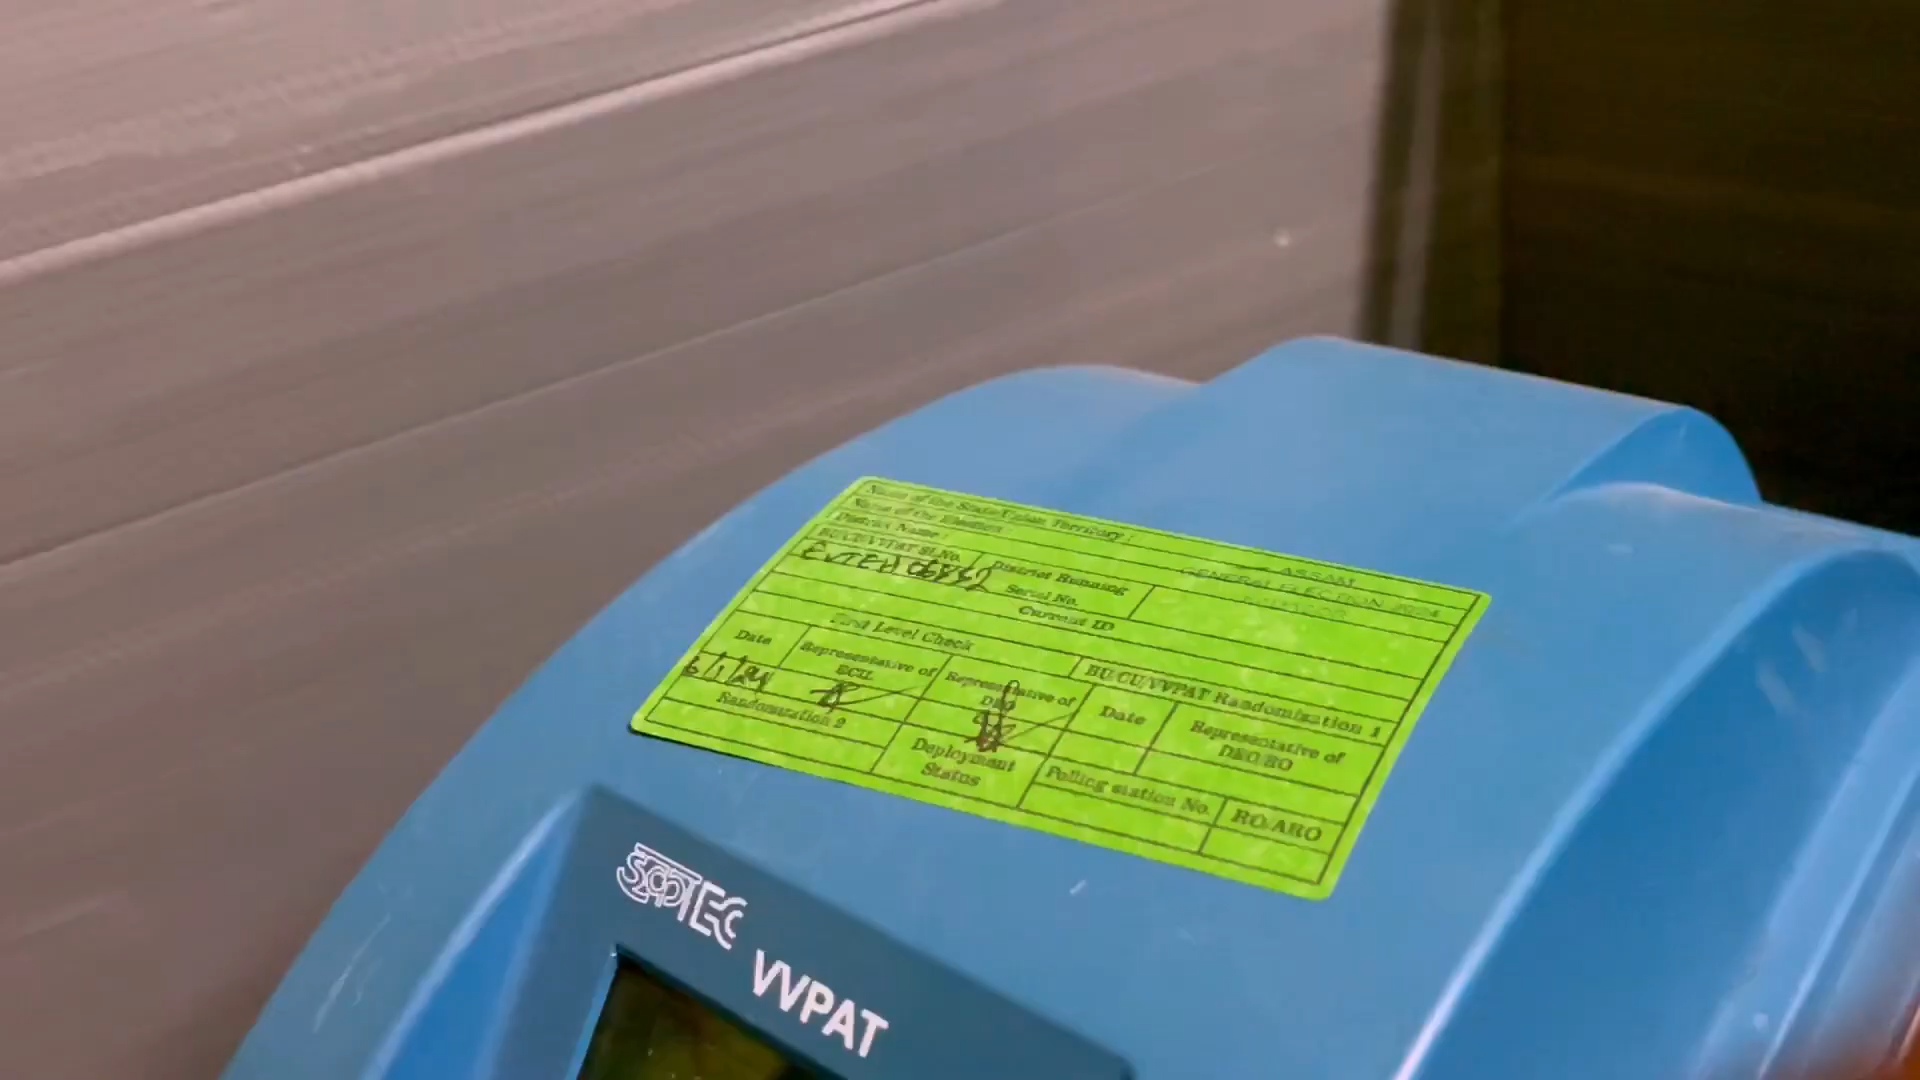 Name of the State/Union Territory :
ASSAM
Name of the Election :
GENERAL ELECTION 2024
District Name :
BU/CU/VVPAT Sl.No.
District Running
Serial No.
Current ID
First Level Check
BU/CU/VVPAT Randomization 1
Date
Representative of
ECIL
Representative of
DEO
Date
Representative of
DEO/RO
6/1/24
Randomization 2
Deployment
Status
Polling station No.
RO/ARO
VVPAT